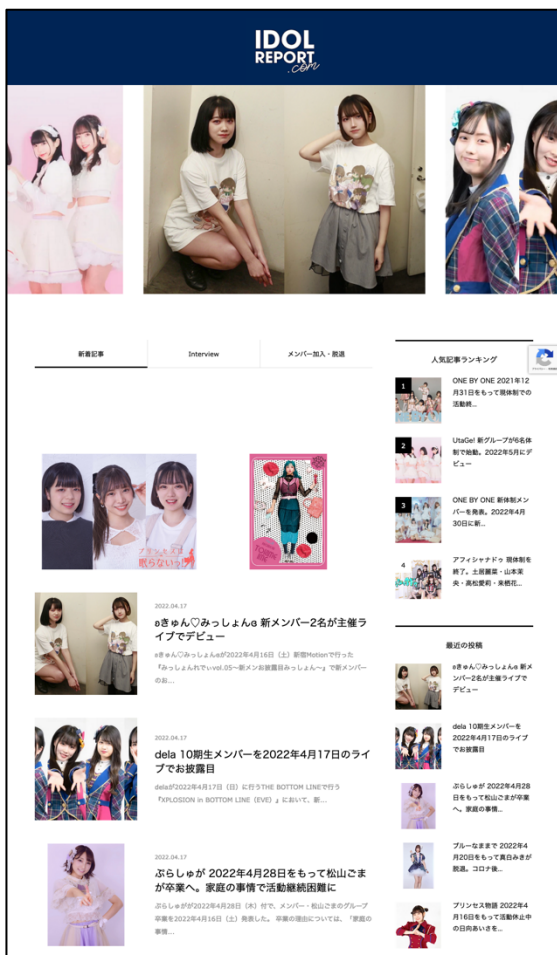 IDOL
REPORT
.com
新着記事
Interview
メンバー加入・脱退
プリンセスは
眠らないっ!
2022.04.17
ʚきゅん♡みっしょんɞ 新メンバー2名が主催ラ
イブでデビュー
ʚきゅん♡みっしょんɞが2022年4月16日（土）新宿Motionで行った
『みっしょんれでぃvol.05〜新メンお披露目みっしょん〜』で新メンバー
のお...
2022.04.17
dela 10期生メンバーを2022年4月17日のライ
ブでお披露目
delaが2022年4月17日（日）に行うTHE BOTTOM LINEで行う
『XPLOSION in BOTTOM LINE（EVE）』において、新...
2022.04.17
ぷらしゅが 2022年4月28日をもって松山ごま
が卒業へ。家庭の事情で活動継続困難に
ぷらしゅがが2022年4月28日（木）付で、メンバー・松山ごまのグループ
卒業を2022年4月16日（土）発表した。 卒業の理由については、「家庭の
事情...
人気記事ランキング
1
ONE BY ONE 2021年12
月31日をもって現体制での
活動終...
2
UtaGe! 新グループが6名体
制で始動。2022年5月にデ
ビュー
3
ONE BY ONE 新体制メン
バーを発表。2022年4月
30日に新...
4
アフィシャナドゥ 現体制を
終了。土居麗菜・山本茉
央・高松愛莉・来栖花...
最近の投稿
ʚきゅん♡みっしょんɞ 新メ
ンバー2名が主催ライブで
デビュー
dela 10期生メンバーを
2022年4月17日のライブ
でお披露目
ぷらしゅが 2022年4月28
日をもって松山ごまが卒業
へ。家庭の事情...
ブルーなままで 2022年4
月20日をもって真日みきが
脱退。コロナ後...
プリンセス物語 2022年4
月16日をもって活動休止中
の日向あいさを...